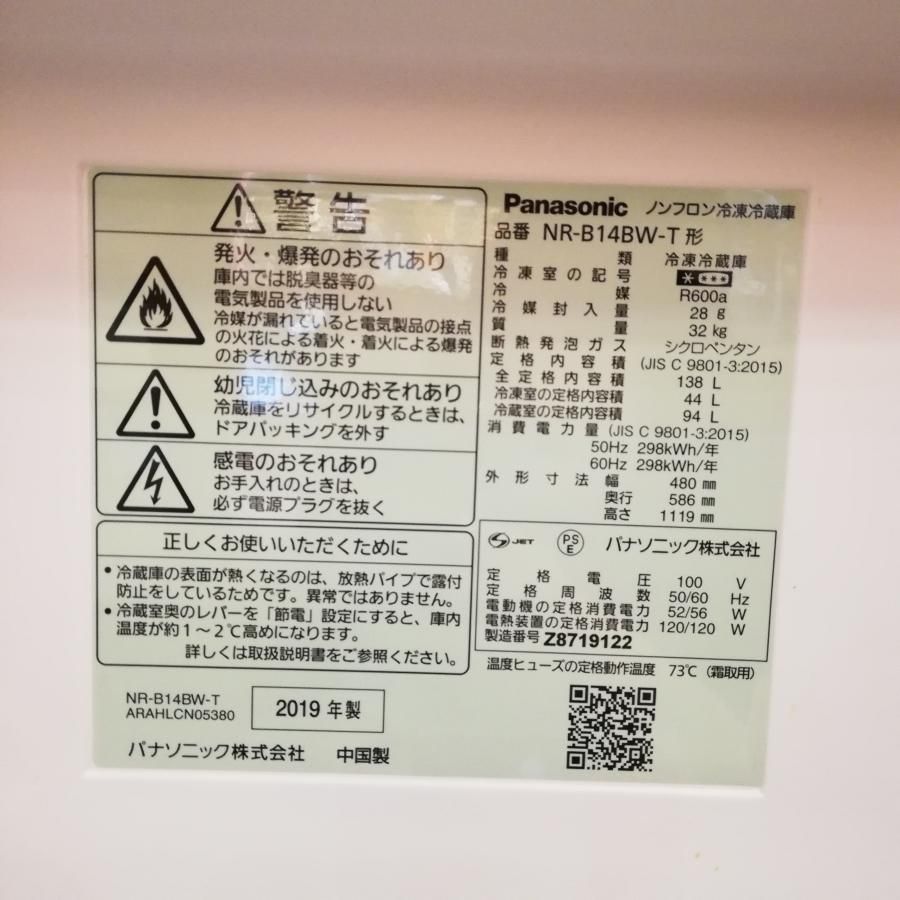 警告
発火・爆発のおそれあり
庫内では脱臭器等の
電気製品を使用しない
冷媒が漏れていると電気製品の接点
の火花による着火・着火による爆発
のおそれがあります
幼児閉じ込みのおそれあり
冷蔵庫をリサイクルするときは、
ドアパッキングを外す
感電のおそれあり
お手入れのときは、
必ず電源プラグを抜く
正しくお使いいただくために
・冷蔵庫の表面が熱くなるのは、放熱パイプで露付
防止をしているためです。異常ではありません。
・冷蔵室奥のレバーを「節電」設定にすると、庫内
温度が約1~2℃高めになります。
詳しくは取扱説明書をご参照ください。
NR-B14BW-T
ARAHLCN05380
2019 年製
パナソニック株式会社 中国製
Panasonic ノンフロン冷凍冷蔵庫
品番 NR-B14BW-T 形
種類 冷凍冷蔵庫
冷凍室の記号 * ***
冷媒 R600a
冷媒封入量 28 g
質量 32 kg
断熱発泡ガス シクロペンタン
定格内容積 (JIS C 9801-3:2015)
全定格内容積 138 L
冷凍室の定格内容積 44 L
冷蔵室の定格内容積 94 L
消費電力量 (JIS C 9801-3:2015)
50Hz 298kWh/年
60Hz 298kWh/年
外形寸法 幅 480 mm
奥行 586 mm
高さ 1119 mm
S JET PS E パナソニック株式会社
定格電圧 100 V
定格周波数 50/60 Hz
電動機の定格消費電力 52/56 W
電熱装置の定格消費電力 120/120 W
製造番号 Z8719122
温度ヒューズの定格動作温度 73℃ (霜取用)